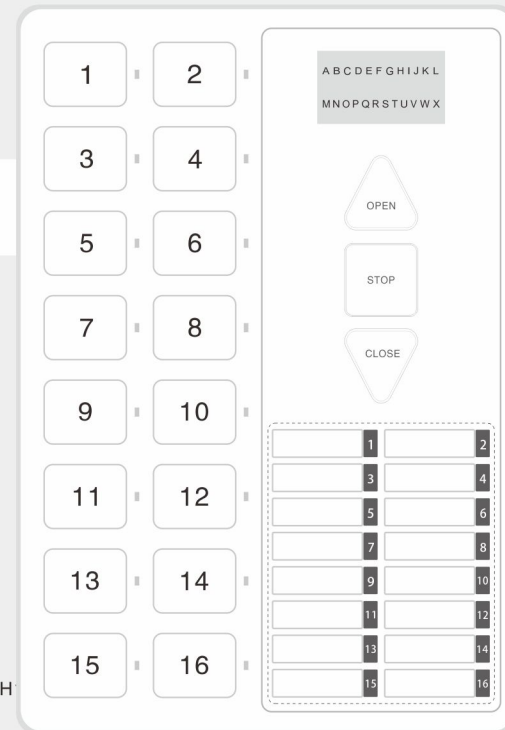 1 2
3 4
5 6
7 8
9 10
11 12
13 14
15 16
ABCDEFGHIJKL
MNOPQRSTUVWX
OPEN
STOP
CLOSE
1 2
3 4
5 6
7 8
9 10
11 12
13 14
15 16
H